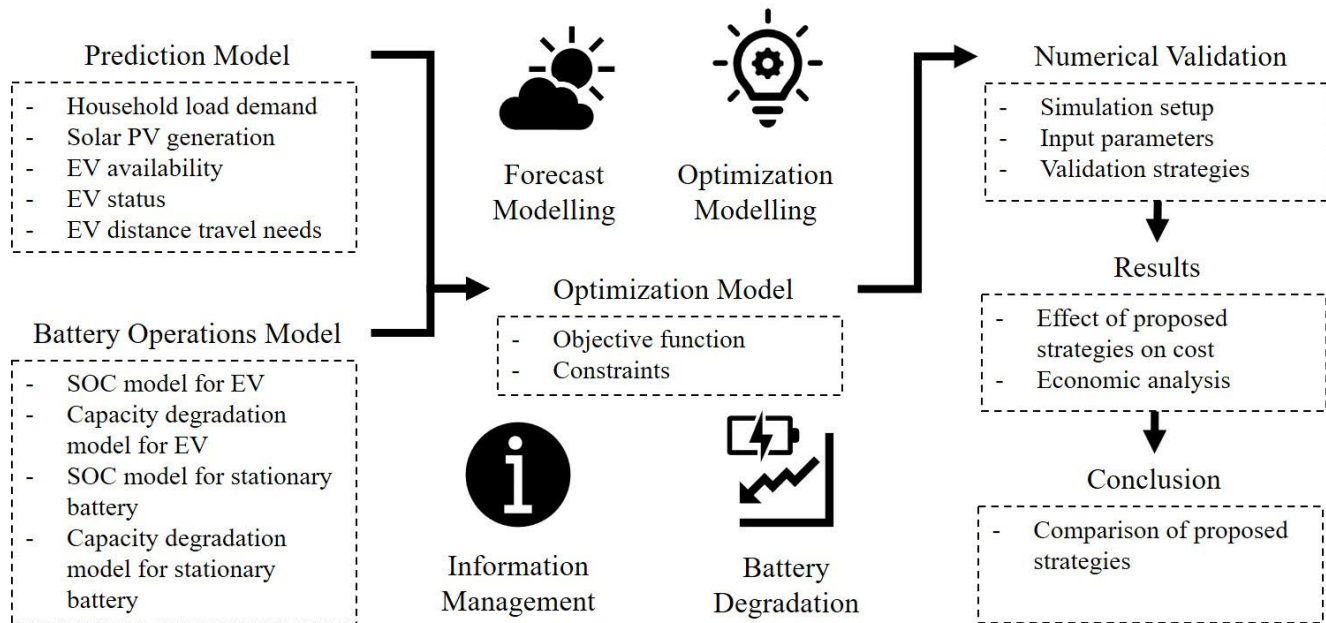 Prediction Model
- Household load demand
- Solar PV generation
- EV availability
- EV status
- EV distance travel needs
Battery Operations Model
- SOC model for EV
- Capacity degradation
model for EV
- SOC model for stationary
battery
- Capacity degradation
model for stationary
battery
Forecast
Modelling
Optimization
Modelling
Optimization Model
- Objective function
- Constraints
Information
Management
Battery
Degradation
Numerical Validation
- Simulation setup
- Input parameters
- Validation strategies
Results
- Effect of proposed
strategies on cost
- Economic analysis
Conclusion
- Comparison of proposed
strategies